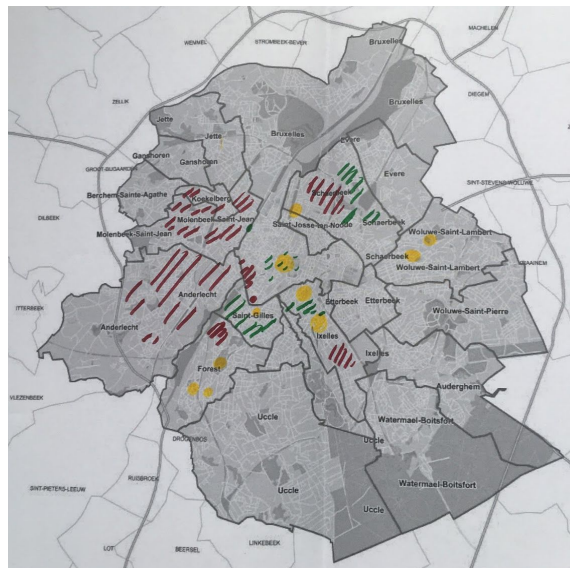 MACHELEN
WEMMEL
STROMBEEK-BEVER
Bruxelles
DIEGEM
ZELLIK
Bruxelles
Jette
Jette
Bruxelles
Evere
Ganshoren
Ganshoren
GROOT-BIJGAARDEN
Evere
SINT-STEVENS-WOLUWE
Berchem-Sainte-Agathe
Koekelberg
Schaerbeek
DILBEEK
Molenbeek-Saint-Jean
Schaerbeek
Saint-Josse-ten-Noode
Molenbeek-Saint-Jean
Woluwe-Saint-Lambert
Schaerbeek
Woluwe-Saint-Lambert
Anderlecht
Etterbeek
Etterbeek
ITTERBEEK
Woluwe-Saint-Pierre
Saint-Gilles
Anderlecht
Ixelles
Ixelles
Forest
Auderghem
VLEZENBEEK
Uccle
Watermael-Boitsfort
DROGENBOS
Uccle
RUISBROEK
Watermael-Boitsfort
SINT-PIETERS-LEEUW
Uccle
Uccle
LINKEBEEK
LOT
BEERSEL